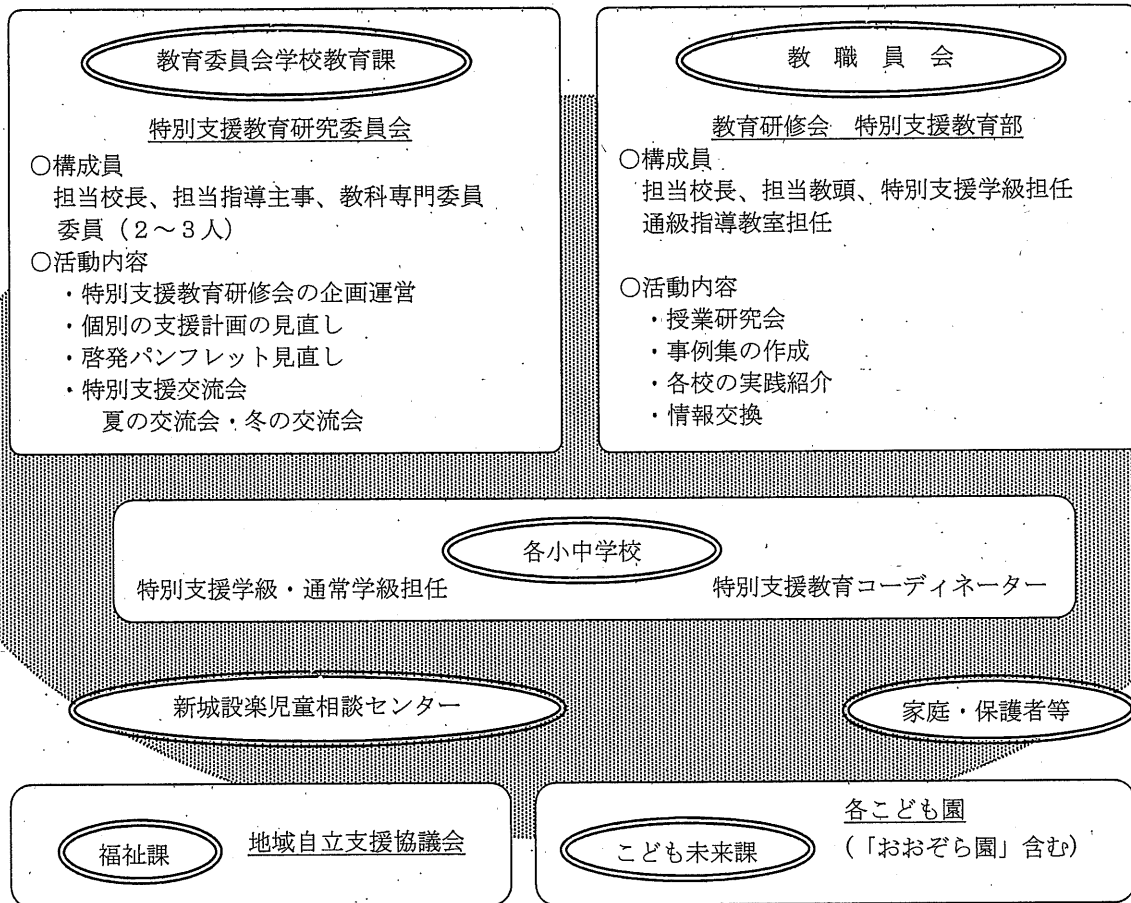 教育委員会学校教育課
特別支援教育研究委員会
○構成員
担当校長、担当指導主事、教科専門委員
委員（２～３人）
○活動内容
・特別支援教育研修会の企画運営
・個別の支援計画の見直し
・啓発パンフレット見直し
・特別支援交流会
夏の交流会・冬の交流会
教職員会
教育研修会　特別支援教育部
○構成員
担当校長、担当教頭、特別支援学級担任
通級指導教室担任
○活動内容
・授業研究会
・事例集の作成
・各校の実践紹介
・情報交換
各小中学校
特別支援学級・通常学級担任
特別支援教育コーディネーター
新城設楽児童相談センター
家庭・保護者等
福祉課
地域自立支援協議会
こども未来課
各こども園
（「おおぞら園」含む）